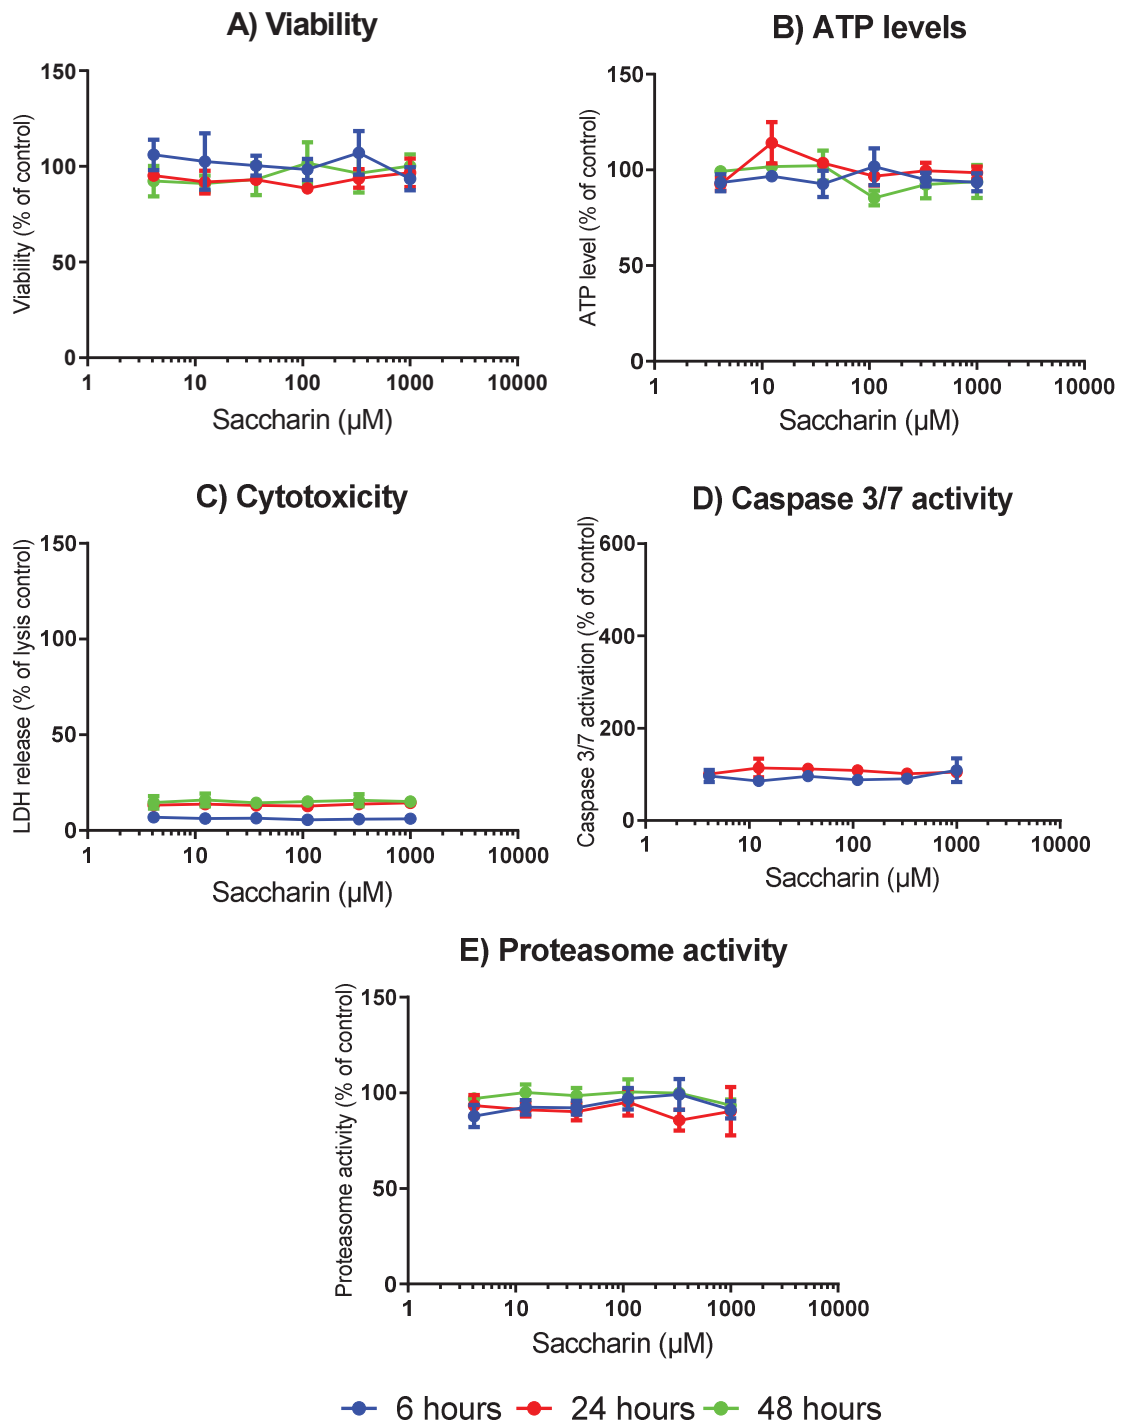 A) Viability
Viability (% of control)
150
100
50
0
1 10 100 1000 10000
Saccharin (µM)
B) ATP levels
ATP level (% of control)
150
100
50
0
1 10 100 1000 10000
Saccharin (µM)
C) Cytotoxicity
LDH release (% of lysis control)
150
100
50
0
1 10 100 1000 10000
Saccharin (µM)
D) Caspase 3/7 activity
Caspase 3/7 activation (% of control)
600
400
200
0
1 10 100 1000 10000
Saccharin (µM)
E) Proteasome activity
Proteasome activity (% of control)
150
100
50
0
1 10 100 1000 10000
Saccharin (µM)
6 hours 24 hours 48 hours